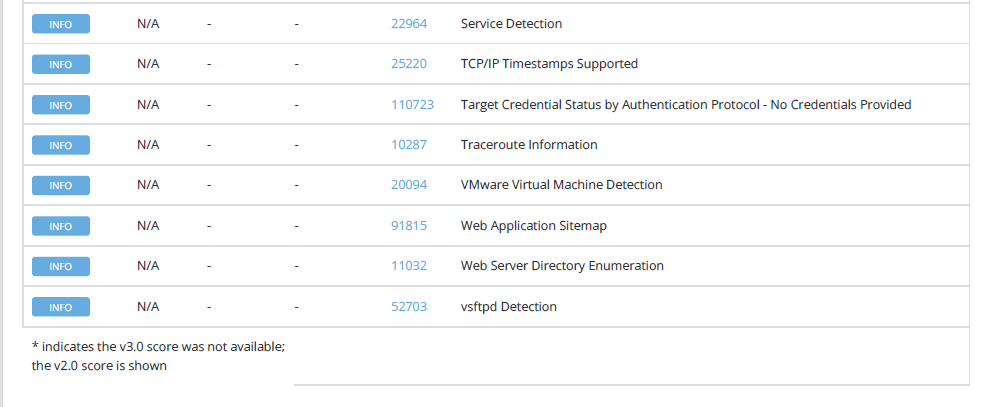 INFO N/A - - 22964 Service Detection
INFO N/A - - 25220 TCP/IP Timestamps Supported
INFO N/A - - 110723 Target Credential Status by Authentication Protocol - No Credentials Provided
INFO N/A - - 10287 Traceroute Information
INFO N/A - - 20094 VMware Virtual Machine Detection
INFO N/A - - 91815 Web Application Sitemap
INFO N/A - - 11032 Web Server Directory Enumeration
INFO N/A - - 52703 vsftpd Detection
* indicates the v3.0 score was not available;
the v2.0 score is shown